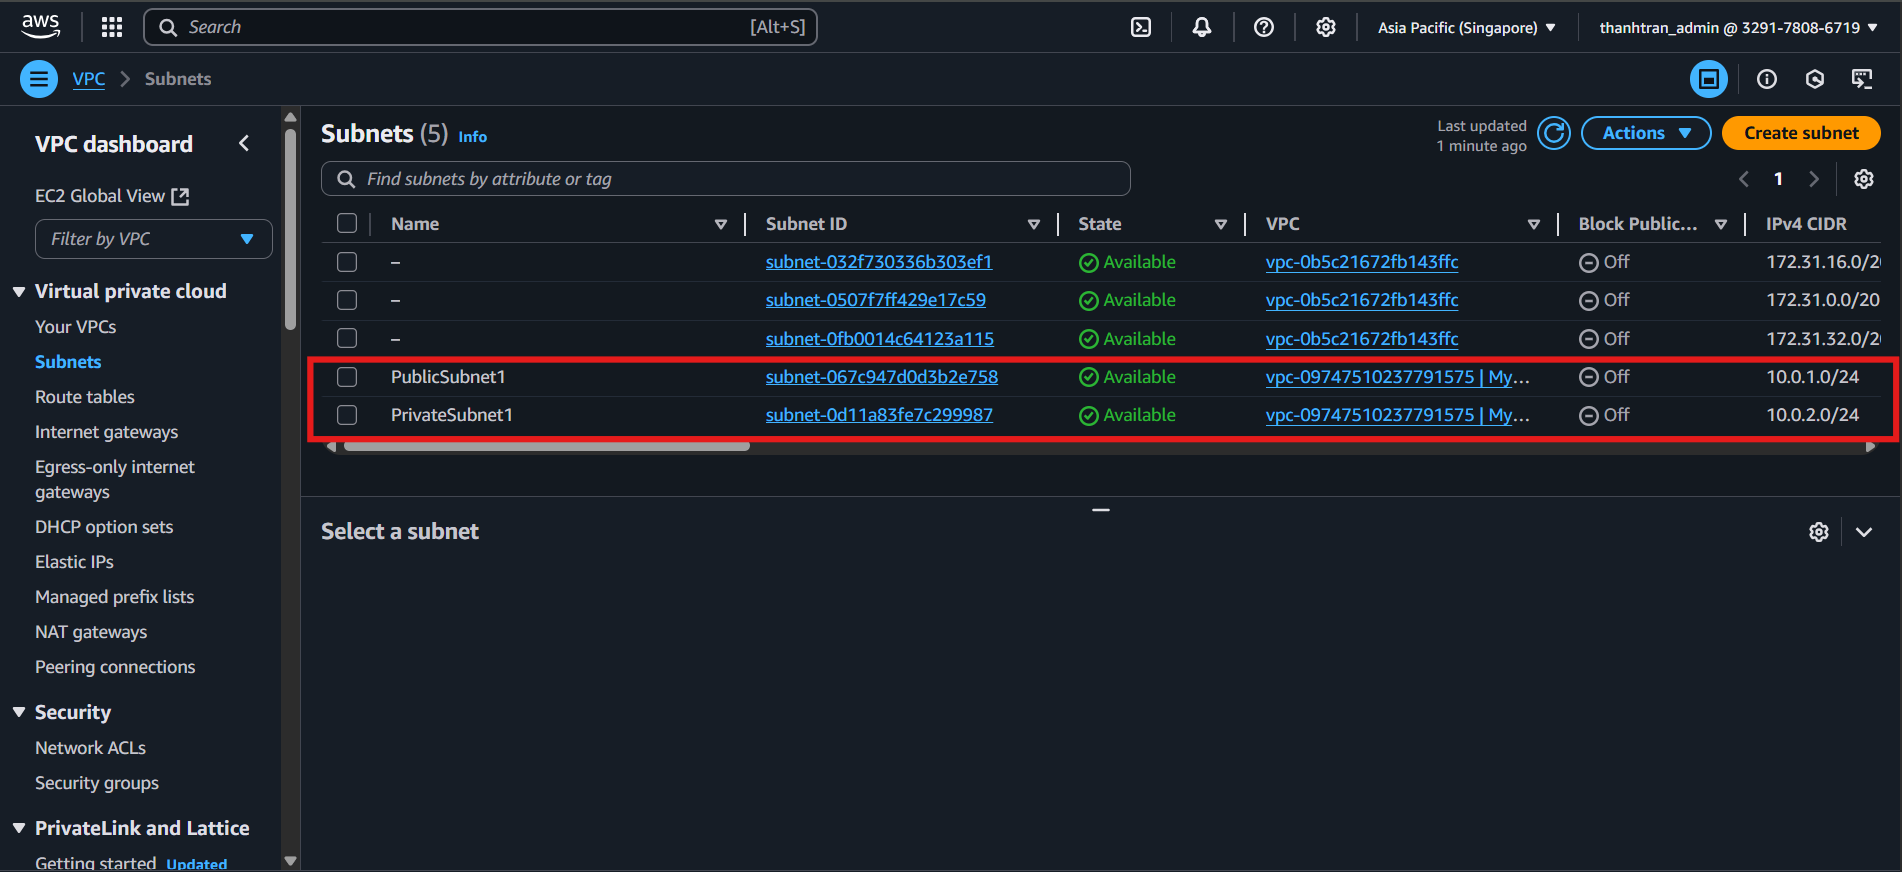 aws
Search [Alt+S]
Asia Pacific (Singapore)
thanhtran_admin @ 3291-7808-6719
VPC
Subnets
VPC dashboard
EC2 Global View
Filter by VPC
Virtual private cloud
Your VPCs
Subnets
Route tables
Internet gateways
Egress-only internet
gateways
DHCP option sets
Elastic IPs
Managed prefix lists
NAT gateways
Peering connections
Security
Network ACLs
Security groups
PrivateLink and Lattice
Getting started Updated
Subnets (5) Info
Last updated
1 minute ago
Actions
Create subnet
Find subnets by attribute or tag
1
Name Subnet ID State VPC Block Public... IPv4 CIDR
– subnet-032f730336b303ef1 Available vpc-0b5c21672fb143ffc Off 172.31.16.0/20
– subnet-0507f7ff429e17c59 Available vpc-0b5c21672fb143ffc Off 172.31.0.0/20
– subnet-0fb0014c64123a115 Available vpc-0b5c21672fb143ffc Off 172.31.32.0/20
PublicSubnet1 subnet-067c947d0d3b2e758 Available vpc-09747510237791575 | My... Off 10.0.1.0/24
PrivateSubnet1 subnet-0d11a83fe7c299987 Available vpc-09747510237791575 | My... Off 10.0.2.0/24
Select a subnet